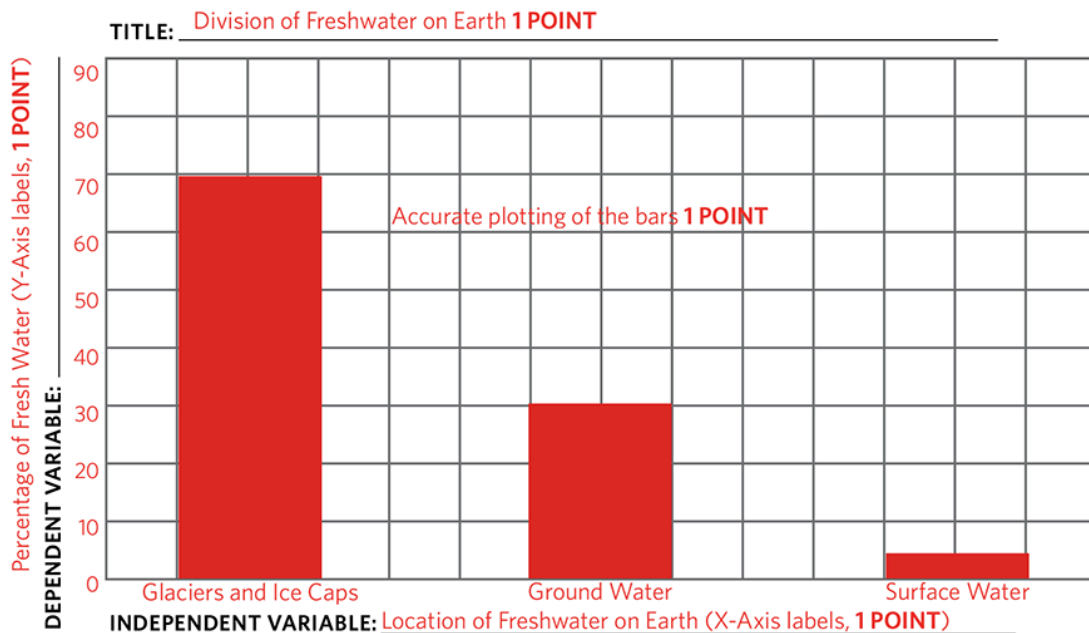 TITLE: Division of Freshwater on Earth 1 POINT
Percentage of Fresh Water (Y-Axis labels, 1 POINT)
DEPENDENT VARIABLE:
90
80
70
60
50
40
30
20
10
0
Accurate plotting of the bars 1 POINT
Glaciers and Ice Caps Ground Water Surface Water
INDEPENDENT VARIABLE: Location of Freshwater on Earth (X-Axis labels, 1 POINT)